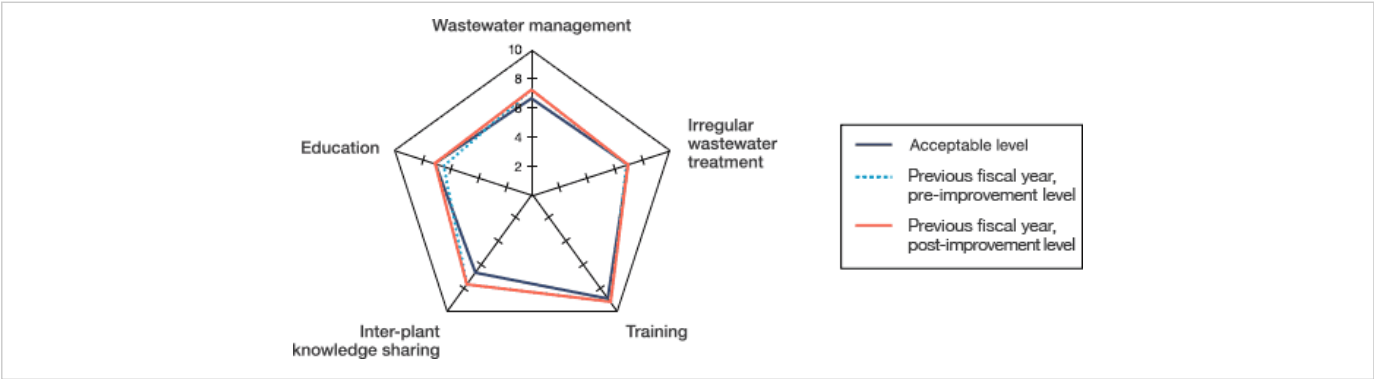 Wastewater management
10
8
6
4
2
Education
Irregular
wastewater
treatment
Inter-plant
knowledge sharing
Training
Acceptable level
Previous fiscal year,
pre-improvement level
Previous fiscal year,
post-improvement level